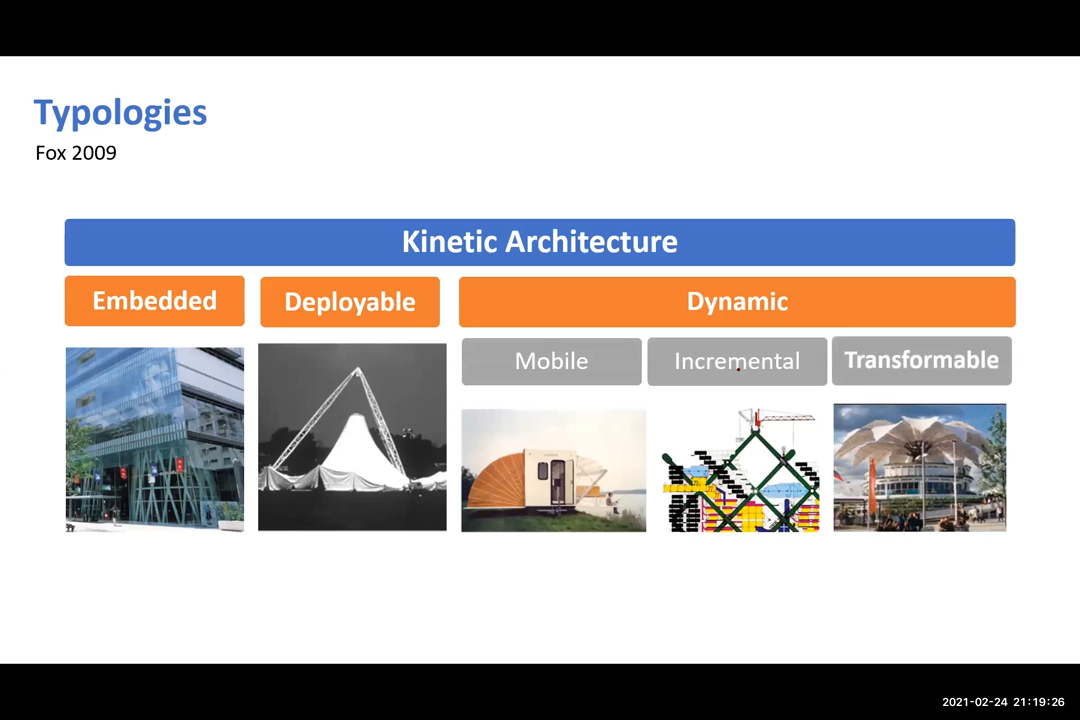 Typologies
Fox 2009
Kinetic Architecture
Embedded
Deployable
Dynamic
Mobile
Incremental
Transformable
2021-02-24 21:19:26